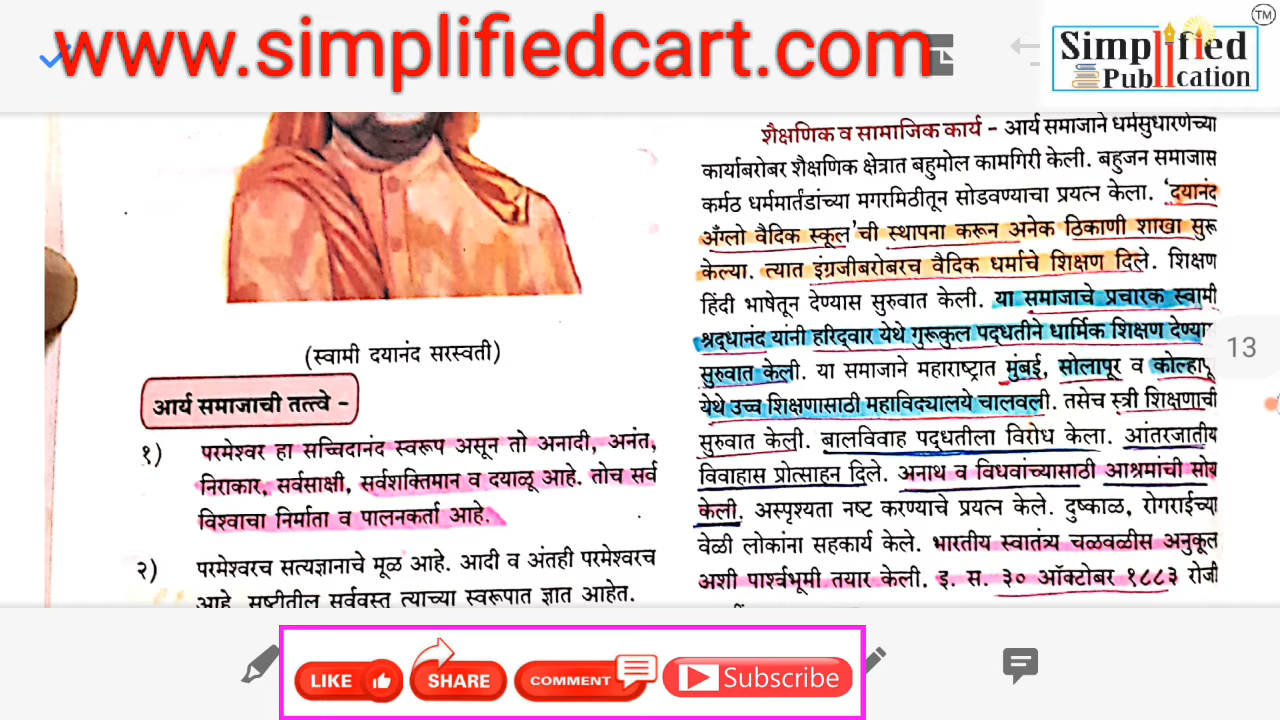 www.simplifiedcart.com
TM
Simplified
Publication
(स्वामी दयानंद सरस्वती)
आर्य समाजाची तत्त्वे -
१) परमेश्वर हा सच्चिदानंद स्वरूप असून तो अनादी, अनंत,
निराकार, सर्वसाक्षी, सर्वशक्तिमान व दयाळू आहे. तोच सर्व
विश्वाचा निर्माता व पालनकर्ता आहे.
२) परमेश्वरच सत्यज्ञानाचे मूळ आहे. आदी व अंतही परमेश्वरच
आहे. सृष्टीतील सर्ववस्तू त्याच्या स्वरूपात ज्ञात आहेत.
शैक्षणिक व सामाजिक कार्य - आर्य समाजाने धर्मसुधारणेच्या
कार्याबरोबर शैक्षणिक क्षेत्रात बहुमोल कामगिरी केली. बहुजन समाजास
कर्मठ धर्ममार्तंडांच्या मगरमिठीतून सोडवण्याचा प्रयत्न केला. 'दयानंद
अँग्लो वैदिक स्कूल'ची स्थापना करून अनेक ठिकाणी शाखा सुरू
केल्या. त्यात इंग्रजीबरोबरच वैदिक धर्माचे शिक्षण दिले. शिक्षण
हिंदी भाषेतून देण्यास सुरुवात केली. या समाजाचे प्रचारक स्वामी
श्रद्धानंद यांनी हरिद्वार येथे गुरूकुल पद्धतीने धार्मिक शिक्षण
सुरुवात केली. या समाजाने महाराष्ट्रात मुंबई, सोलापूर व
येथे उच्च शिक्षणासाठी महाविद्यालये चालवली. तसेच स्त्री शिक्षणाची
सुरुवात केली. बालविवाह पद्धतीला विरोध केला. आंतरजातीय
विवाहास प्रोत्साहन दिले. अनाथ व विधवांच्यासाठी आश्रमांची सोय
केली. अस्पृश्यता नष्ट करण्याचे प्रयत्न केले. दुष्काळ, रोगराईच्या
वेळी लोकांना सहकार्य केले. भारतीय स्वातंत्र्य चळवळीस अनुकूल
अशी पार्श्वभूमी तयार केली. इ. स. ३० ऑक्टोबर १८८३ रोजी
13
LIKE
SHARE
COMMENT
Subscribe